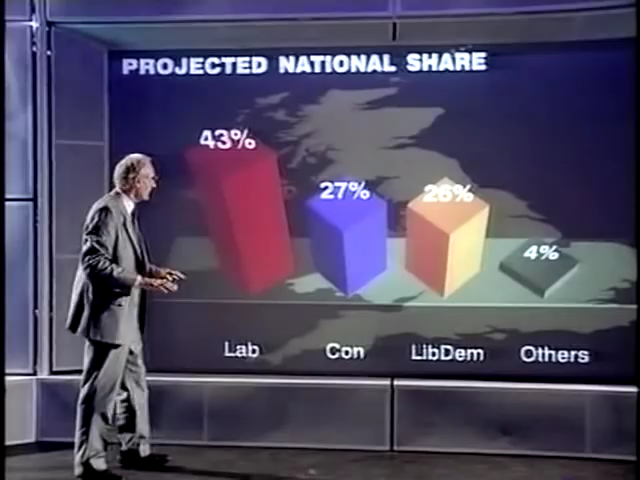 PROJECTED NATIONAL SHARE
43%
27%
26%
4%
Lab Con LibDem Others